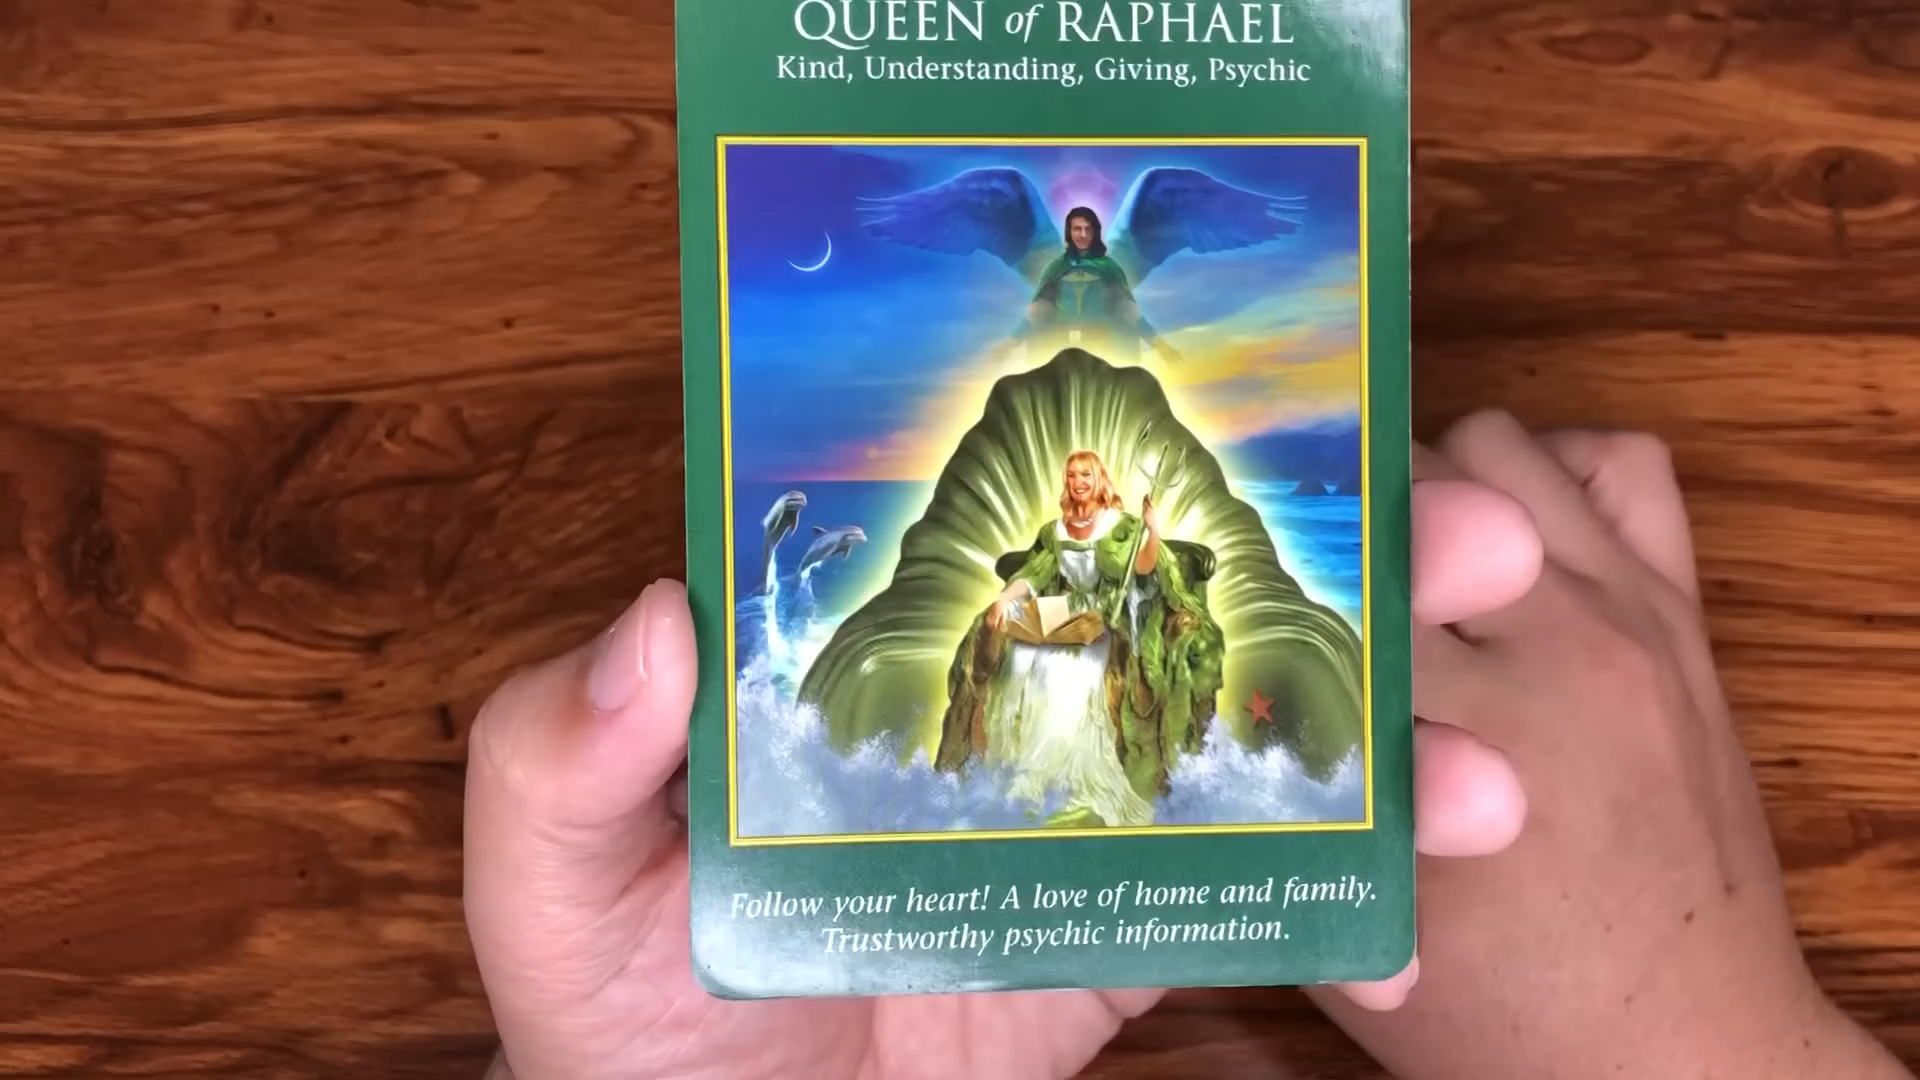 QUEEN of RAPHAEL
Kind, Understanding, Giving, Psychic
Follow your heart! A love of home and family.
Trustworthy psychic information.